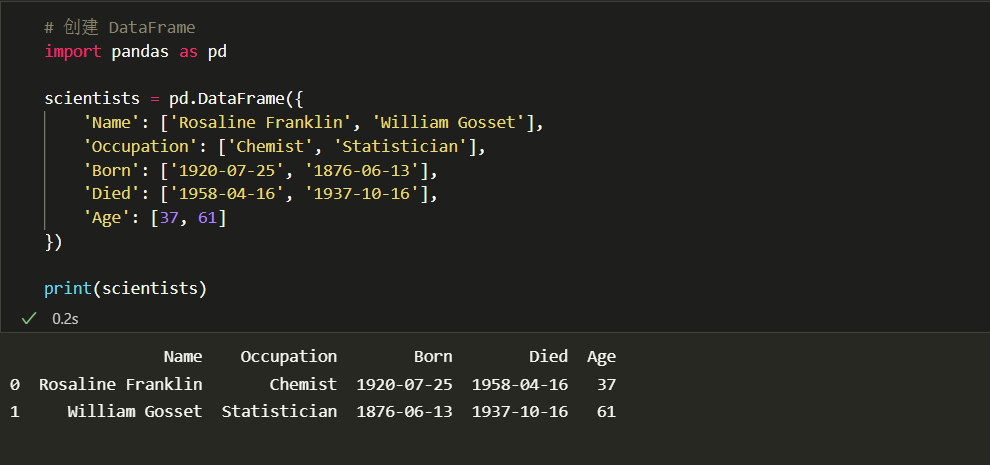 # 创建 DataFrame
import pandas as pd
scientists = pd.DataFrame({
    'Name': ['Rosaline Franklin', 'William Gosset'],
    'Occupation': ['Chemist', 'Statistician'],
    'Born': ['1920-07-25', '1876-06-13'],
    'Died': ['1958-04-16', '1937-10-16'],
    'Age': [37, 61]
})
print(scientists)
0.2s
Name Occupation Born Died Age
0 Rosaline Franklin Chemist 1920-07-25 1958-04-16 37
1 William Gosset Statistician 1876-06-13 1937-10-16 61